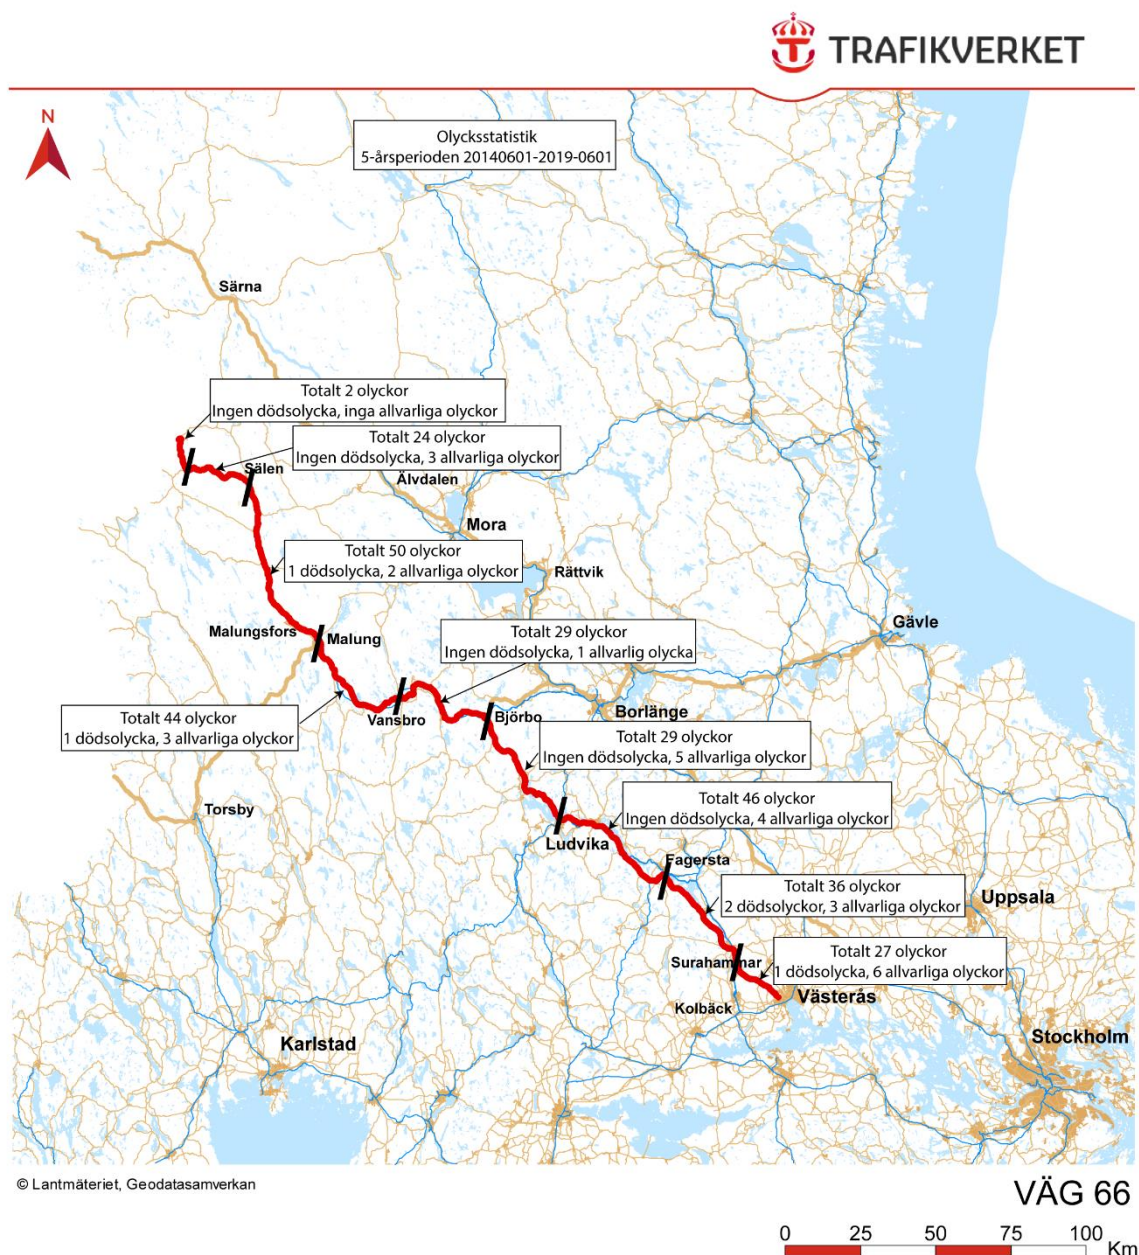 TRAFIKVERKET
N
Olycksstatistik
5-årsperioden 20140601-2019-0601
Särna
Totalt 2 olyckor
Ingen dödsolycka, inga allvarliga olyckor
Totalt 24 olyckor
Ingen dödsolycka, 3 allvarliga olyckor
Sälen
Älvdalen
Mora
Totalt 50 olyckor
1 dödsolycka, 2 allvarliga olyckor
Rättvik
Malungsfors
Malung
Totalt 29 olyckor
Ingen dödsolycka, 1 allvarlig olycka
Gävle
Totalt 44 olyckor
1 dödsolycka, 3 allvarliga olyckor
Vansbro
Björbo
Borlänge
Totalt 29 olyckor
Ingen dödsolycka, 5 allvarliga olyckor
Torsby
Totalt 46 olyckor
Ingen dödsolycka, 4 allvarliga olyckor
Ludvika
Fagersta
Totalt 36 olyckor
2 dödsolyckor, 3 allvarliga olyckor
Uppsala
Surahammar
Totalt 27 olyckor
1 dödsolycka, 6 allvarliga olyckor
Västerås
Kolbäck
Karlstad
Stockholm
© Lantmäteriet, Geodatasamverkan
VÄG 66
0 25 50 75 100
Km